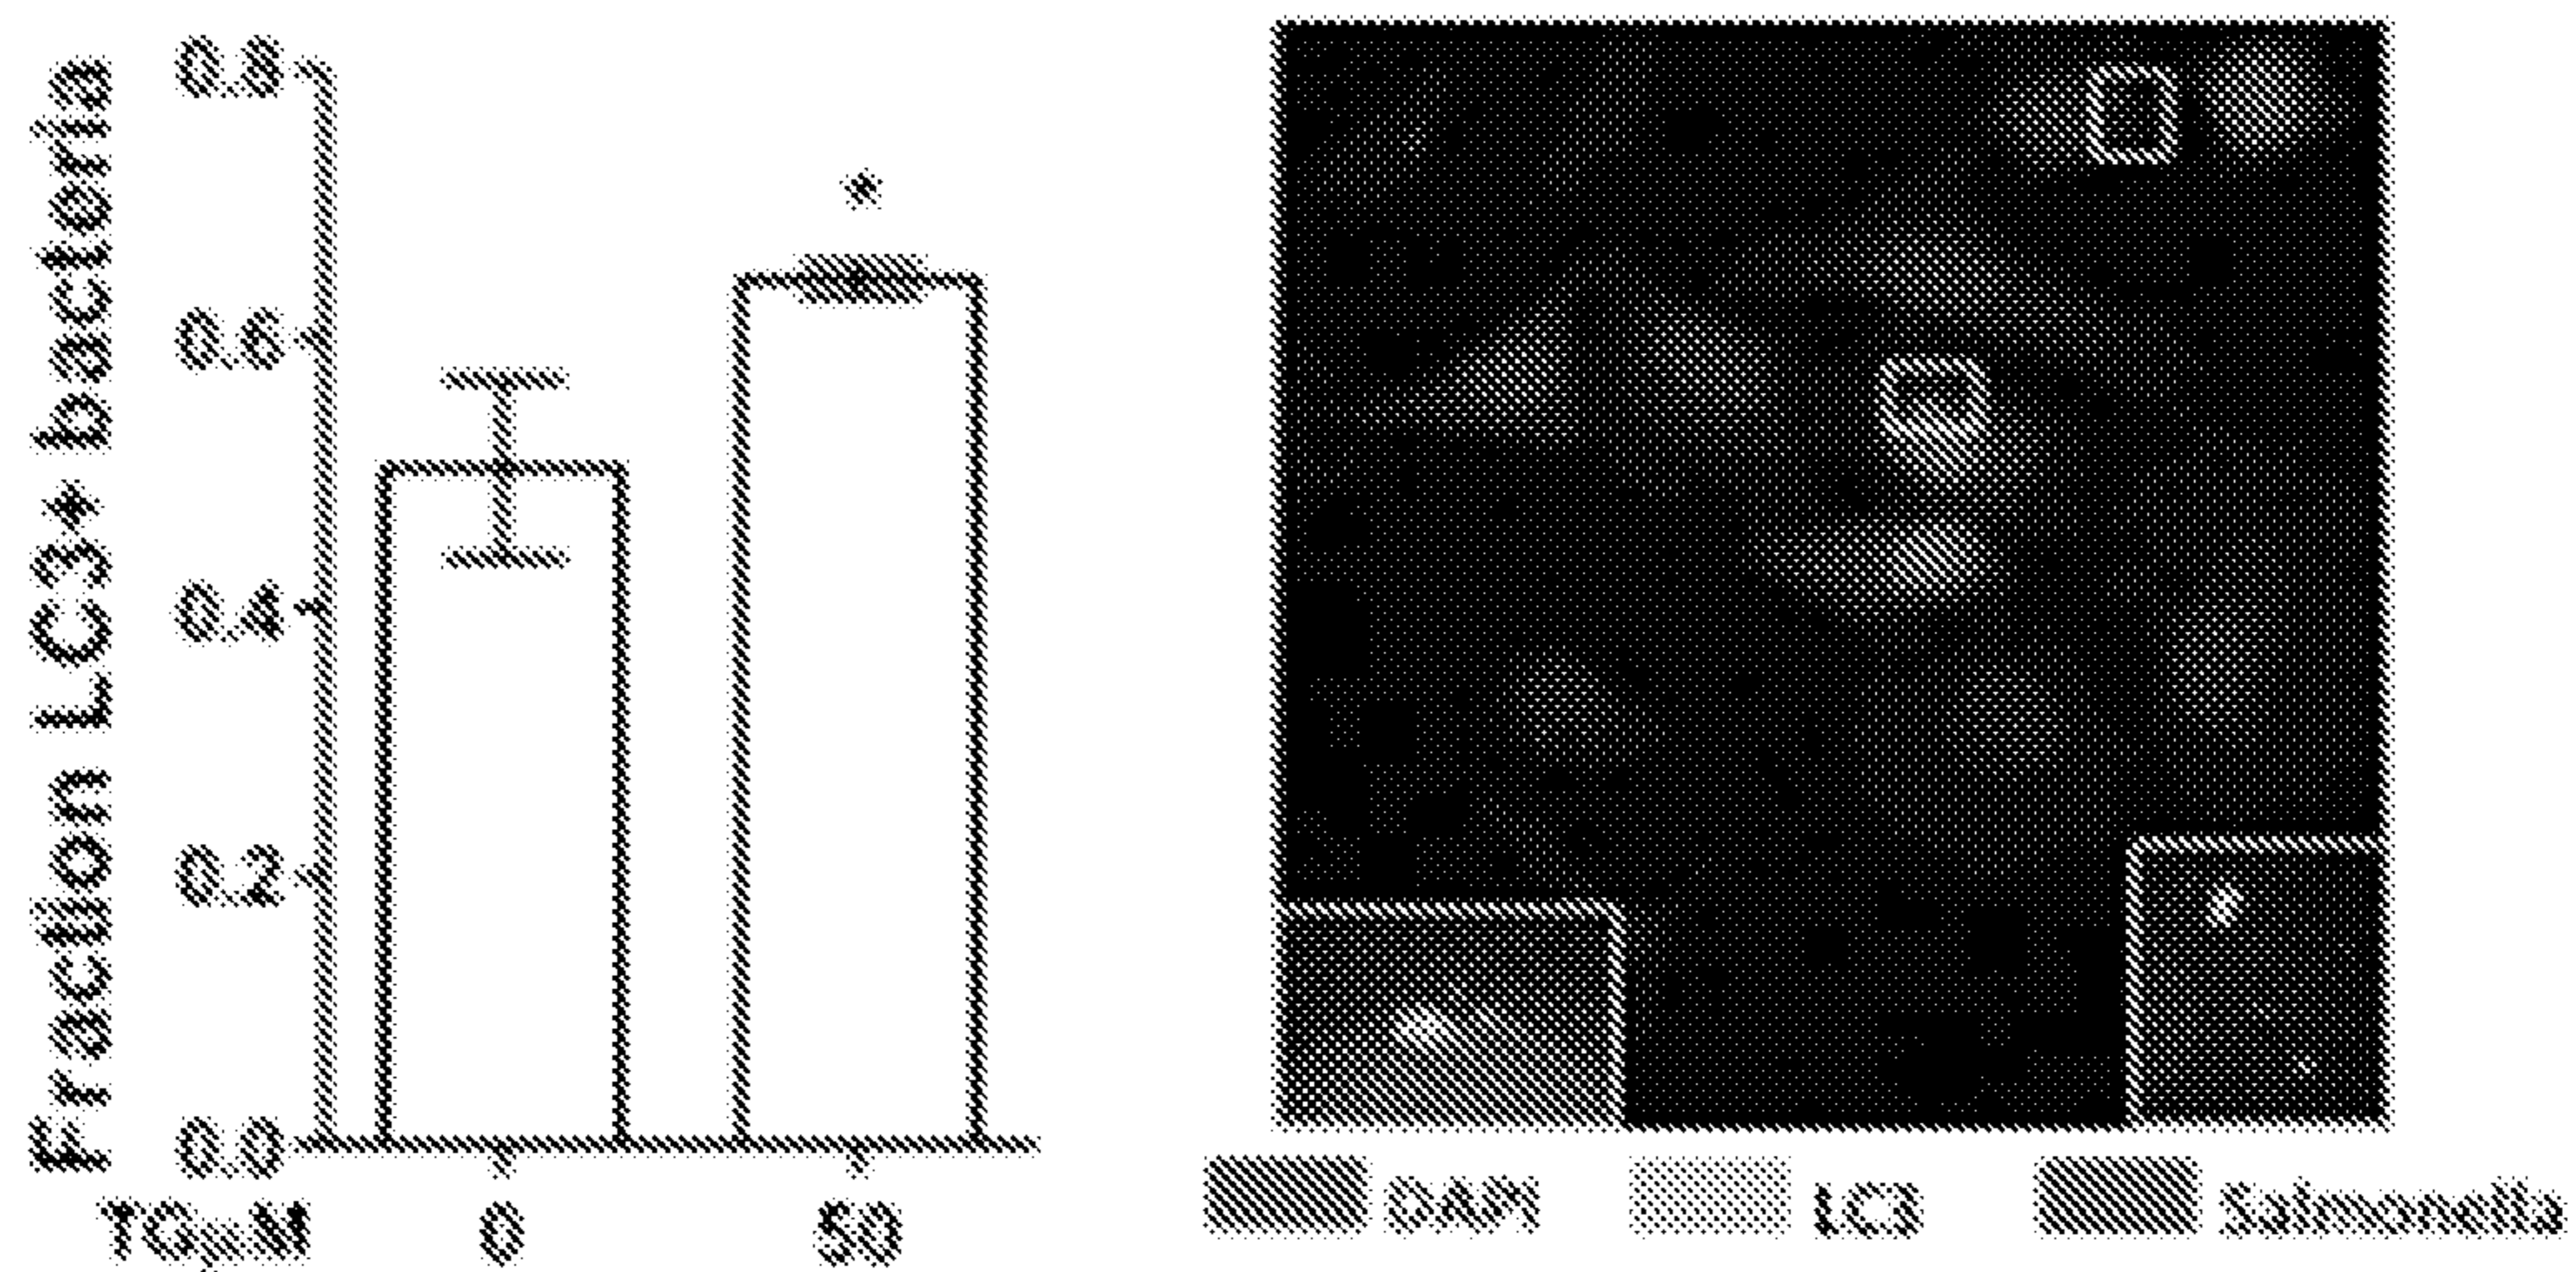 Fraction LC3+ bacteria
0.8
0.6
0.4
0.2
0.0
*
TGμM 0 50
DAPI LC3 Salmonella